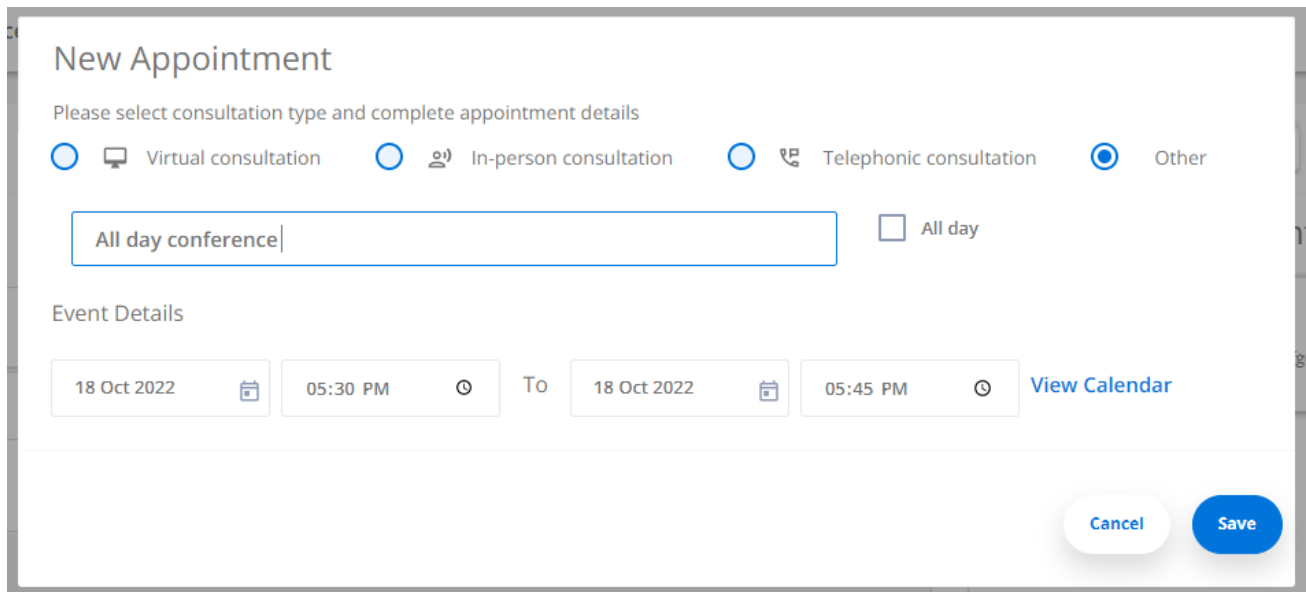 New Appointment
Please select consultation type and complete appointment details
Virtual consultation In-person consultation Telephonic consultation Other
All day conference All day
Event Details
18 Oct 2022 05:30 PM To 18 Oct 2022 05:45 PM View Calendar
Cancel Save